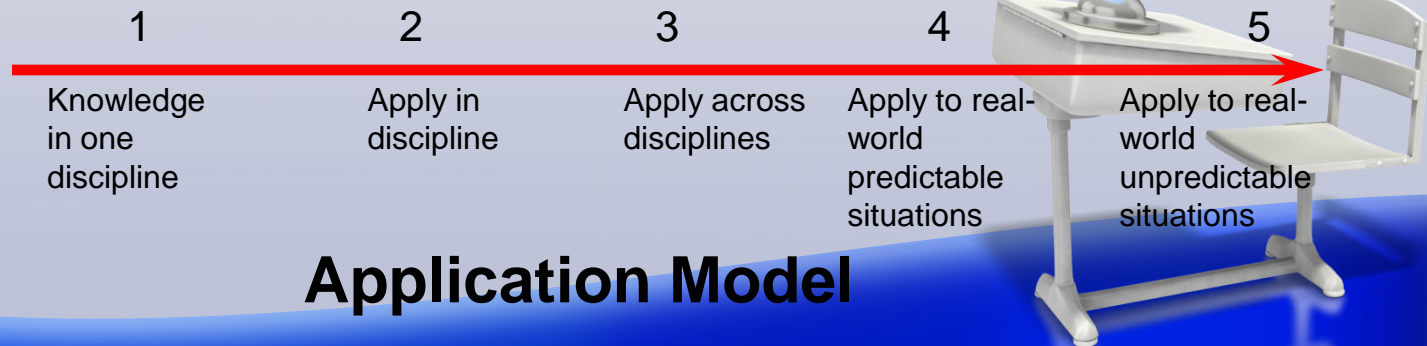 1 2 3 4 5
Knowledge
in one
discipline
Apply in
discipline
Apply across
disciplines
Apply to real-
world
predictable
situations
Apply to real-
world
unpredictable
situations
Application Model